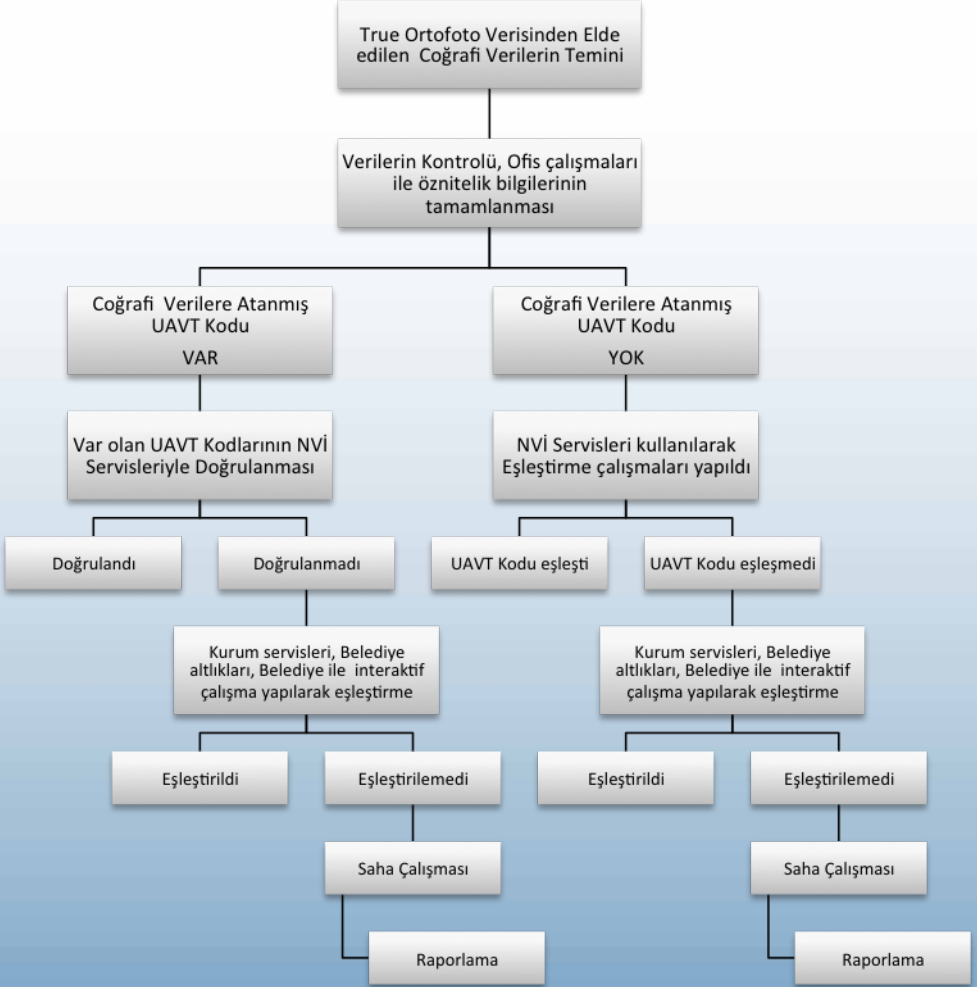 True Ortofoto Verisinden Elde
edilen Coğrafi Verilerin Temini
Verilerin Kontrolü, Ofis çalışmaları
ile öznitelik bilgilerinin
tamamlanması
Coğrafi Verilere Atanmış
UAVT Kodu
VAR
Coğrafi Verilere Atanmış
UAVT Kodu
YOK
Var olan UAVT Kodlarının NVİ
Servisleriyle Doğrulanması
NVİ Servisleri kullanılarak
Eşleştirme çalışmaları yapıldı
Doğrulandı
Doğrulanmadı
UAVT Kodu eşleşti
UAVT Kodu eşleşmedi
Kurum servisleri, Belediye
altlıkları, Belediye ile interaktif
çalışma yapılarak eşleştirme
Kurum servisleri, Belediye
altlıkları, Belediye ile interaktif
çalışma yapılarak eşleştirme
Eşleştirildi
Eşleştirilemedi
Eşleştirildi
Eşleştirilemedi
Saha Çalışması
Saha Çalışması
Raporlama
Raporlama